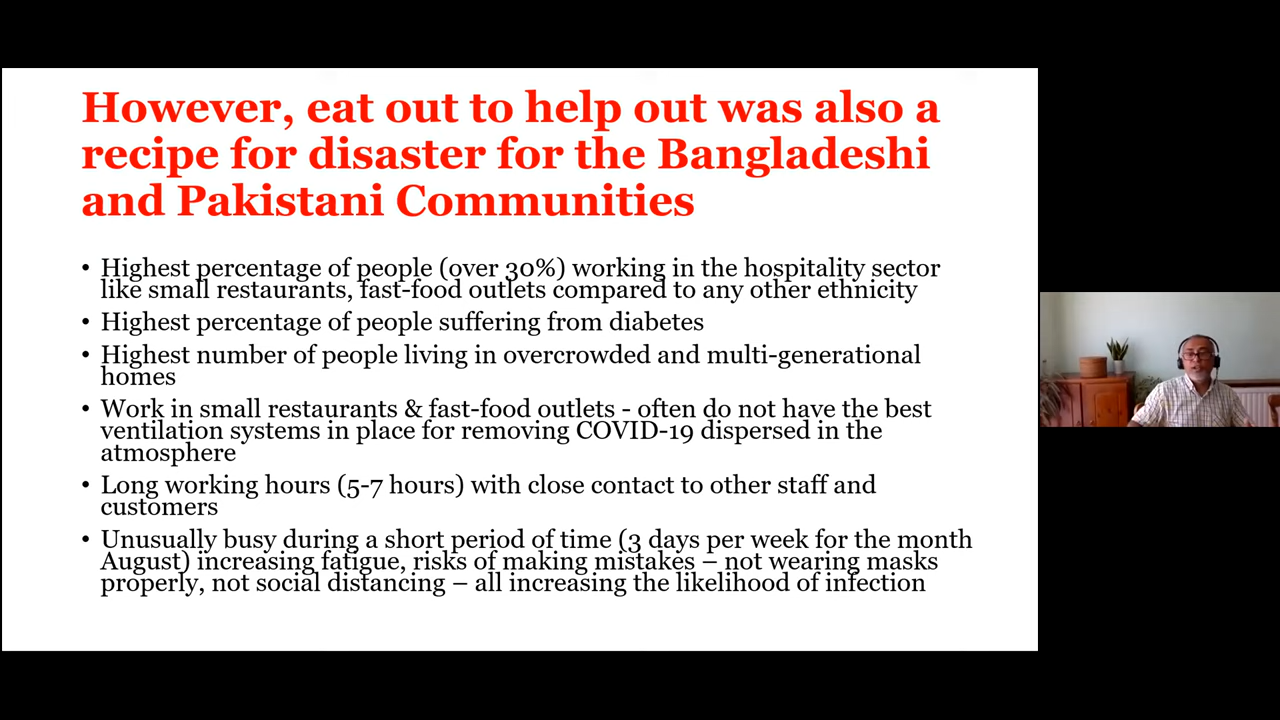 However, eat out to help out was also a
recipe for disaster for the Bangladeshi
and Pakistani Communities
• Highest percentage of people (over 30%) working in the hospitality sector
like small restaurants, fast-food outlets compared to any other ethnicity
• Highest percentage of people suffering from diabetes
• Highest number of people living in overcrowded and multi-generational
homes
• Work in small restaurants & fast-food outlets - often do not have the best
ventilation systems in place for removing COVID-19 dispersed in the
atmosphere
• Long working hours (5-7 hours) with close contact to other staff and
customers
• Unusually busy during a short period of time (3 days per week for the month
August) increasing fatigue, risks of making mistakes – not wearing masks
properly, not social distancing – all increasing the likelihood of infection